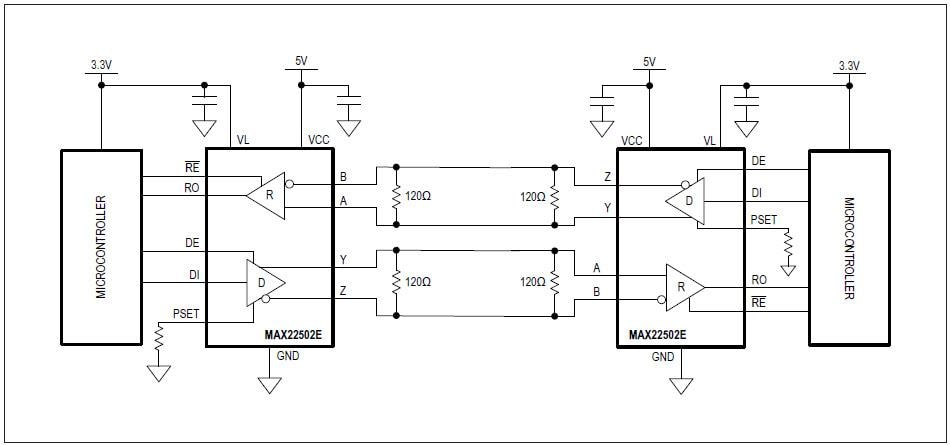 3.3V
5V
5V
3.3V
VL
VCC
VCC
VL
RE
RO
R
B
A
120Ω
120Ω
Z
Y
D
DE
DI
PSET
MICROCONTROLLER
MICROCONTROLLER
DE
DI
D
Y
Z
120Ω
120Ω
A
B
R
RO
RE
PSET
MAX22502E
MAX22502E
GND
GND